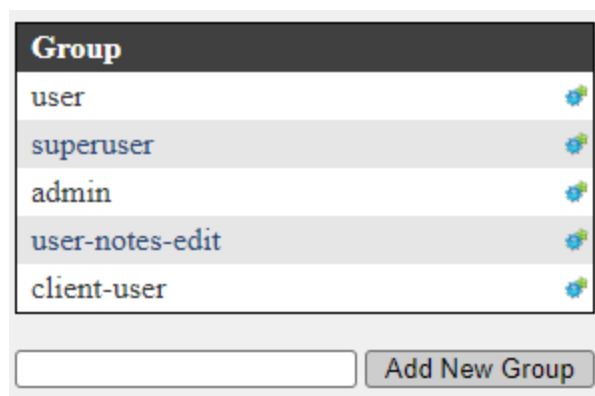 Group
user
superuser
admin
user-notes-edit
client-user
Add New Group